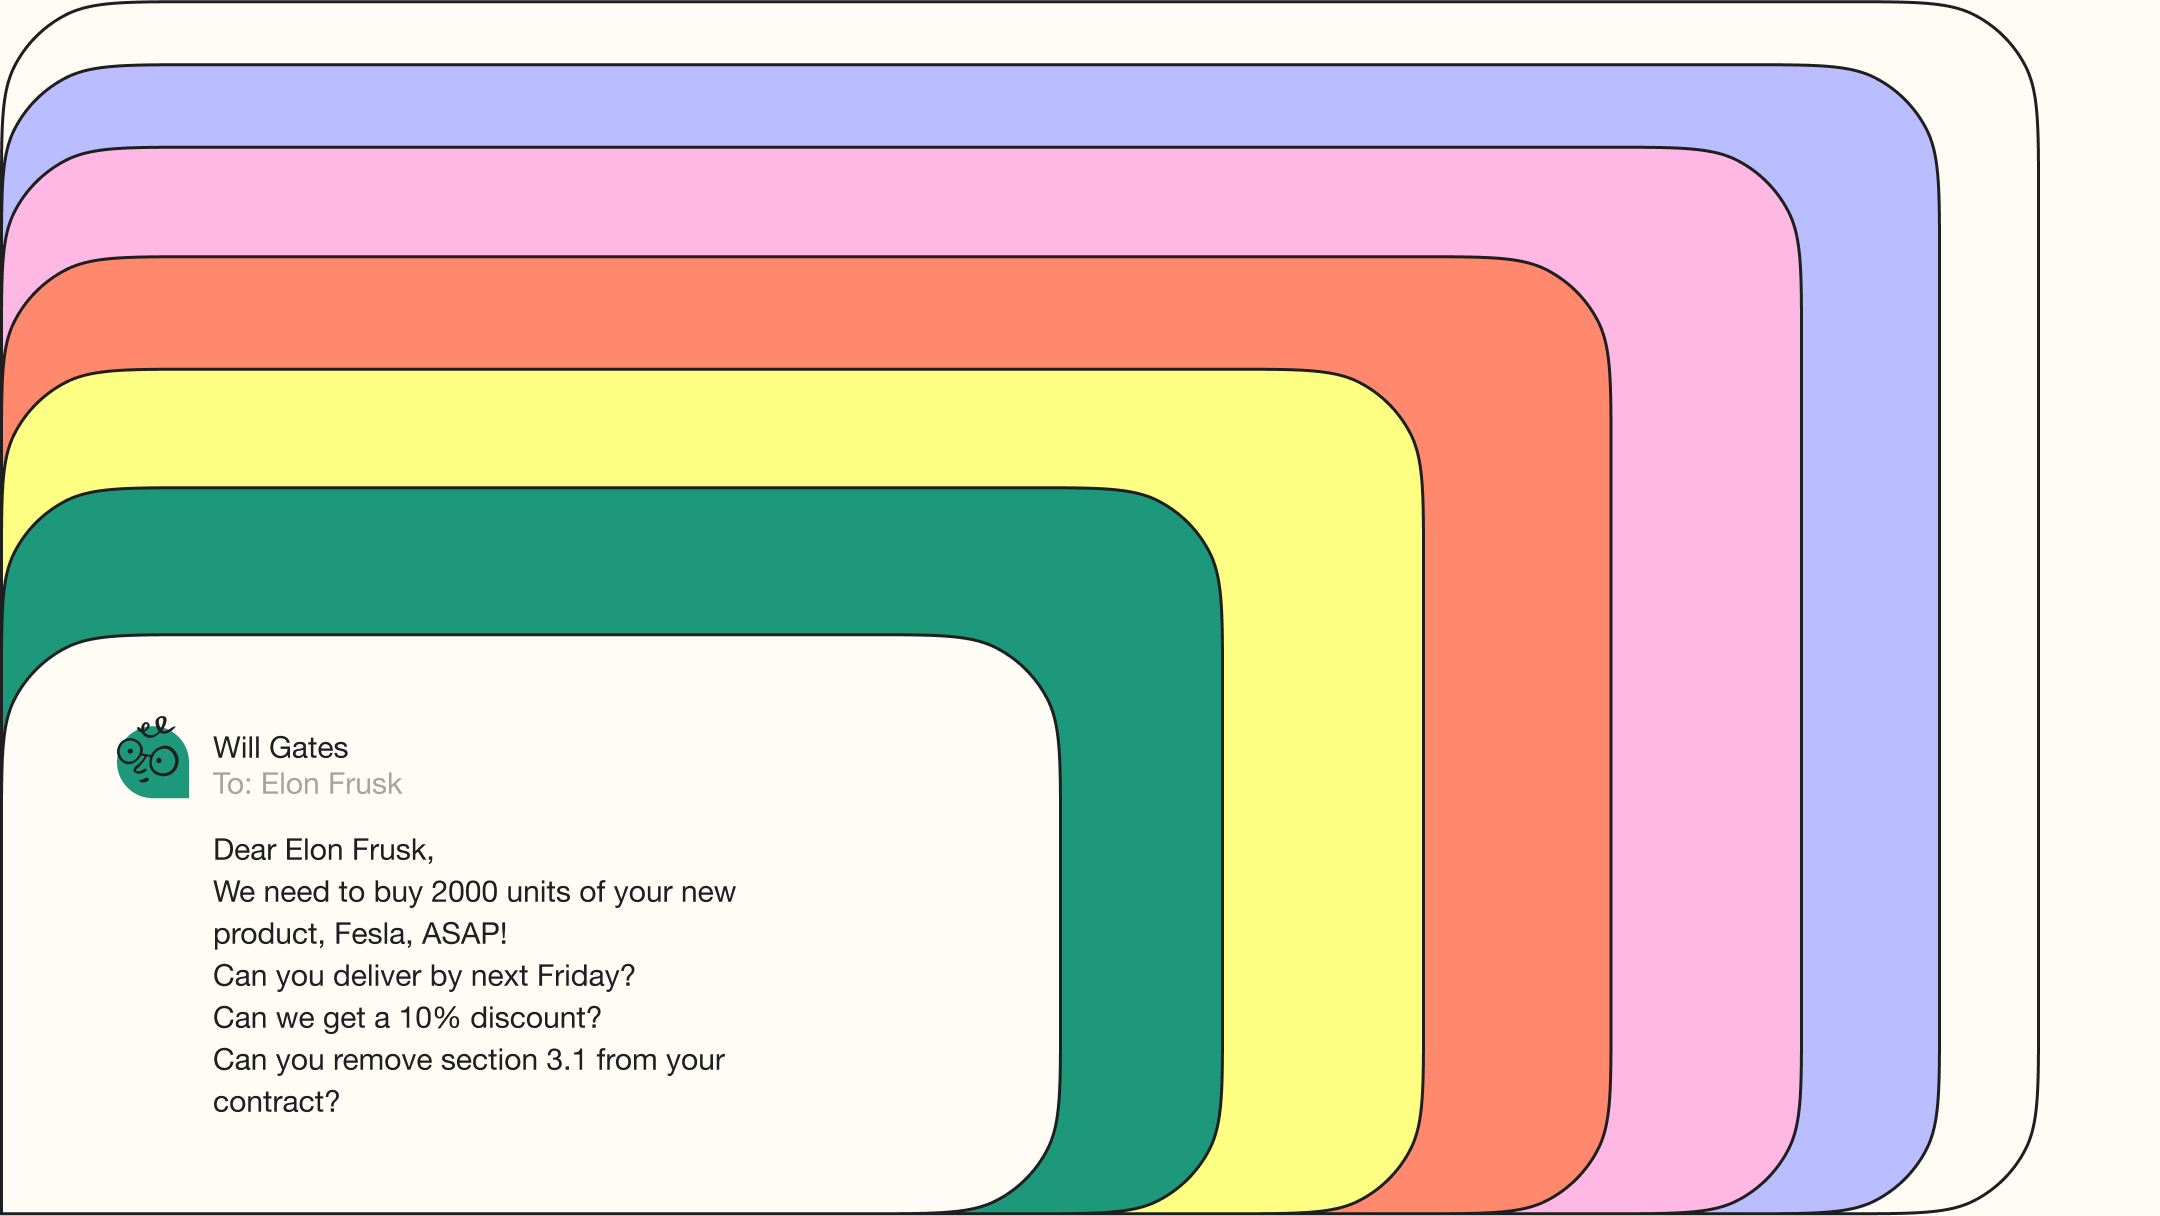 Will Gates
To: Elon Frusk
Dear Elon Frusk,
We need to buy 2000 units of your new
product, Fesla, ASAP!
Can you deliver by next Friday?
Can we get a 10% discount?
Can you remove section 3.1 from your
contract?